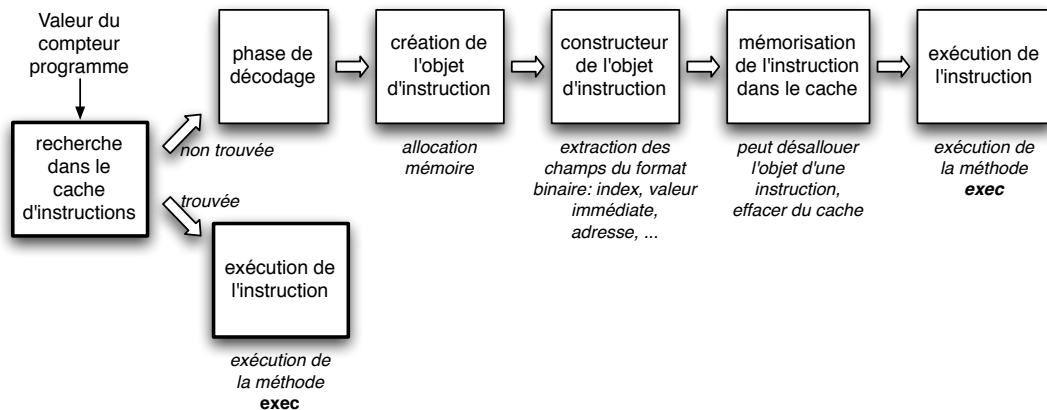 Valeur du
compteur
programme
recherche
dans le
cache
d'instructions
non trouvée
trouvée
phase de
décodage
création de
l'objet
d'instruction
allocation
mémoire
constructeur
de l'objet
d'instruction
extraction des
champs du format
binaire: index, valeur
immédiate,
adresse, ...
mémorisation
de l'instruction
dans le cache
peut désallouer
l'objet d'une
instruction,
effacer du cache
exécution de
l'instruction
exécution de
la méthode
exec
exécution de
l'instruction
exécution de
la méthode
exec